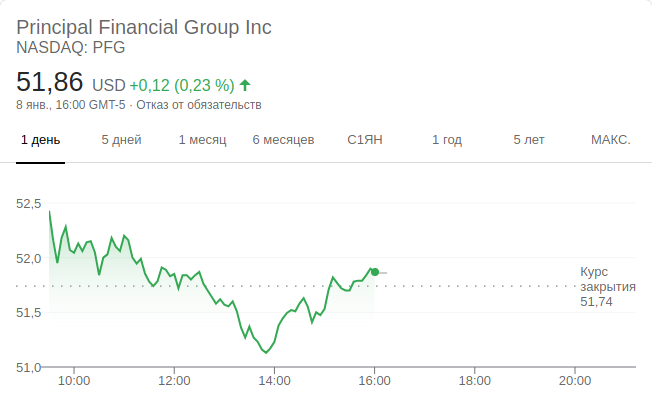 Principal Financial Group Inc
NASDAQ: PFG
51,86 USD +0,12 (0,23 %)
8 янв., 16:00 GMT-5 · Отказ от обязательств
1 день 5 дней 1 месяц 6 месяцев С1ЯН 1 год 5 лет МАКС.
52,5
52,0
Курс
закрытия
51,74
51,5
51,0
10:00 12:00 14:00 16:00 18:00 20:00